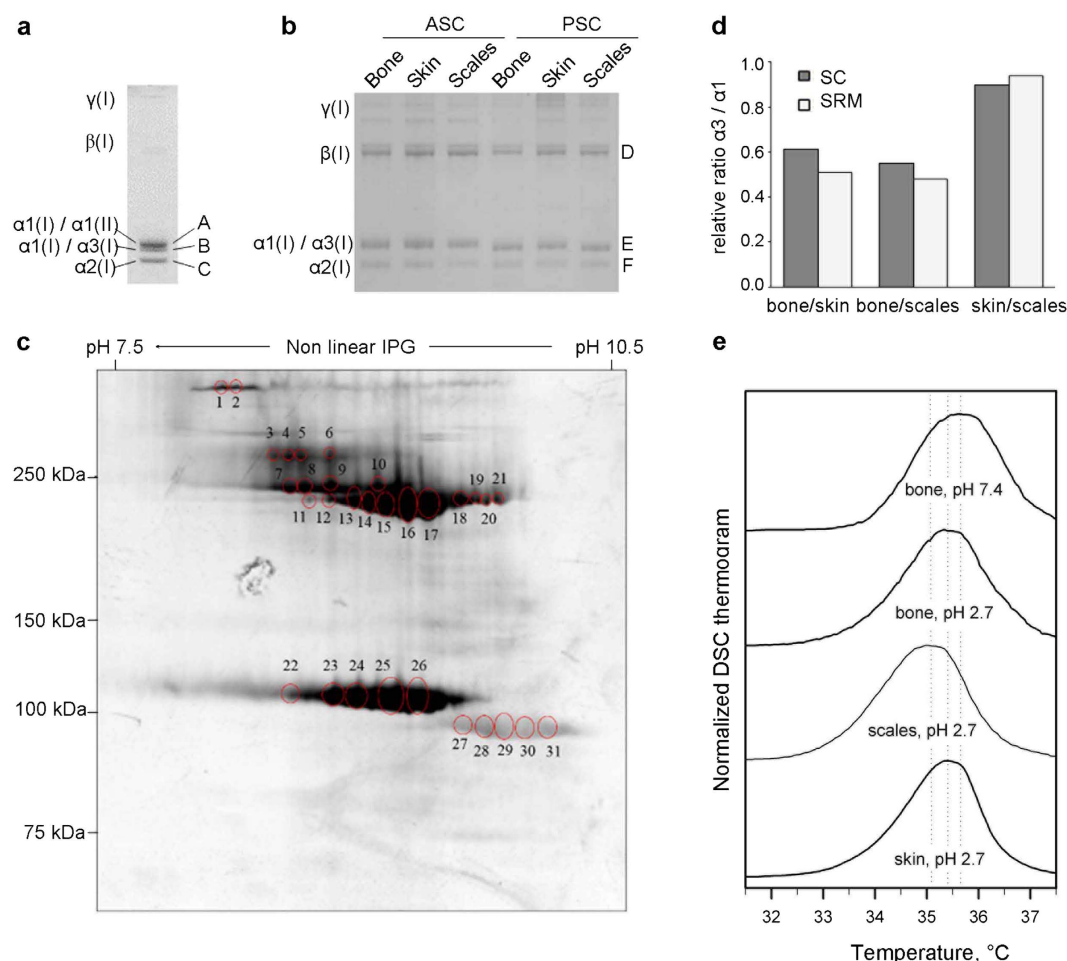 a
γ(I)
β(I)
α1(I) / α1(II)
α1(I) / α3(I)
α2(I)
A
B
C
b
ASC PSC
Bone Skin Scales Bone Skin Scales
γ(I)
β(I)
α1(I) / α3(I)
α2(I)
D
E
F
d
relative ratio α3 / α1
1.0
0.8
0.6
0.4
0.2
0.0
SC
SRM
bone/skin bone/scales skin/scales
c
pH 7.5 Non linear IPG pH 10.5
250 kDa
150 kDa
100 kDa
75 kDa
1 2
3 4 5 6
7 8 9 10 19 21
11 12 13 14 15 16 17 18 20
22 23 24 25 26
27 28 29 30 31
e
Normalized DSC thermogram
bone, pH 7.4
bone, pH 2.7
scales, pH 2.7
skin, pH 2.7
32 33 34 35 36 37
Temperature, °C